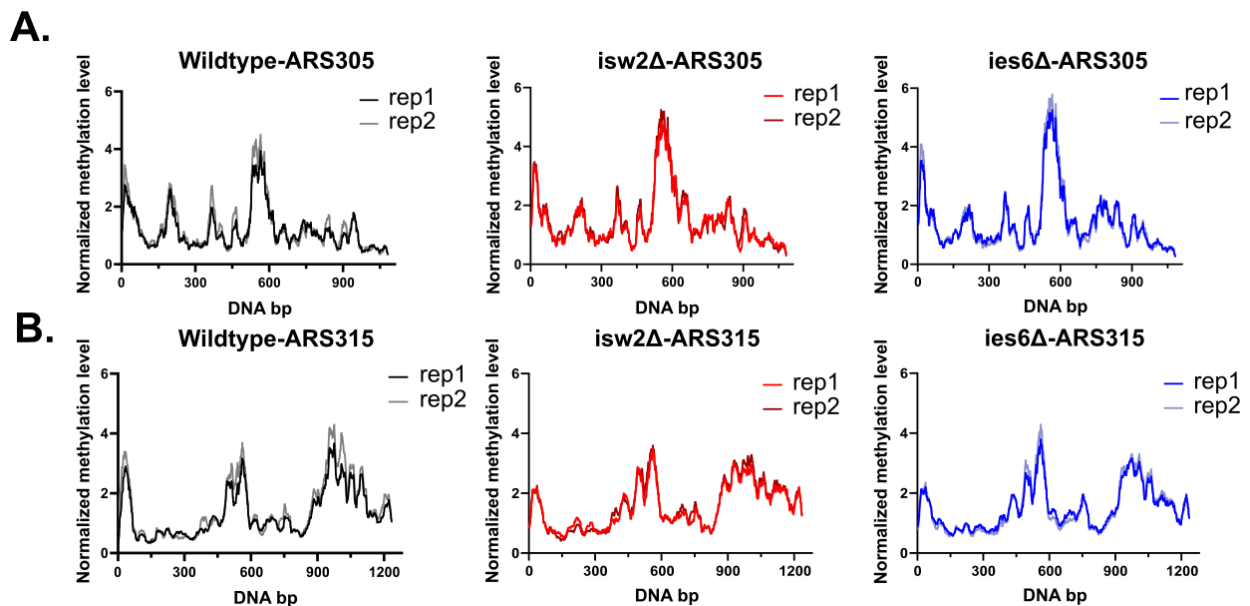 A.
Wildtype-ARS305
Normalized methylation level
6
4
2
0
0 300 600 900
DNA bp
rep1
rep2
isw2Δ-ARS305
Normalized methylation level
6
4
2
0
0 300 600 900
DNA bp
rep1
rep2
ies6Δ-ARS305
Normalized methylation level
6
4
2
0
0 300 600 900
DNA bp
rep1
rep2
B.
Wildtype-ARS315
Normalized methylation level
6
4
2
0
0 300 600 900 1200
DNA bp
rep1
rep2
isw2Δ-ARS315
Normalized methylation level
6
4
2
0
0 300 600 900 1200
DNA bp
rep1
rep2
ies6Δ-ARS315
Normalized methylation level
6
4
2
0
0 300 600 900 1200
DNA bp
rep1
rep2